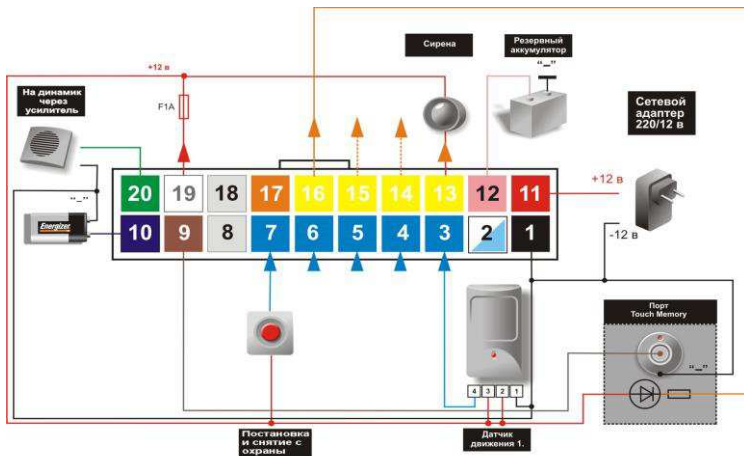 Сирена
Резервный
аккумулятор
“_”
Сетевой
адаптер
220/12 в
На динамик
через
усилитель
+12 в
F1A
20
19
18
17
16
15
14
13
12
11
+12 в
“_”
Energizer
10
9
8
7
6
5
4
3
2
1
-12 в
Порт
Touch Memory
“_”
4
3
2
1
Постановка
и снятие с
охраны
Датчик
движения 1.